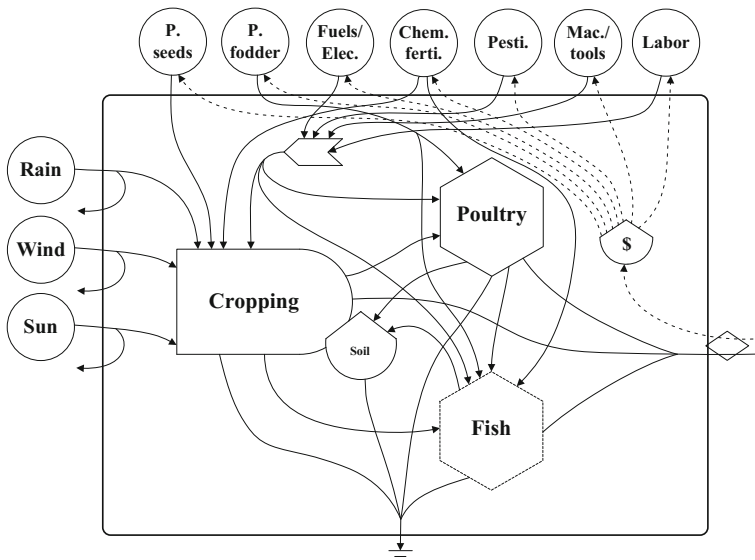 P.
seeds
P.
fodder
Fuels/
Elec.
Chem.
ferti.
Pesti.
Mac./
tools
Labor
Rain
Wind
Sun
Poultry
$
Cropping
Soil
Fish